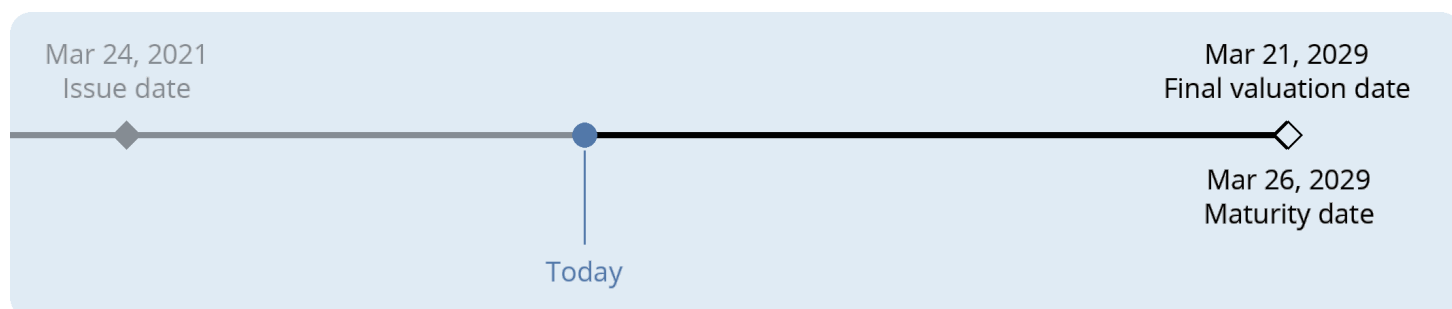 Mar 24, 2021
Issue date
Mar 21, 2029
Final valuation date
Mar 26, 2029
Maturity date
Today